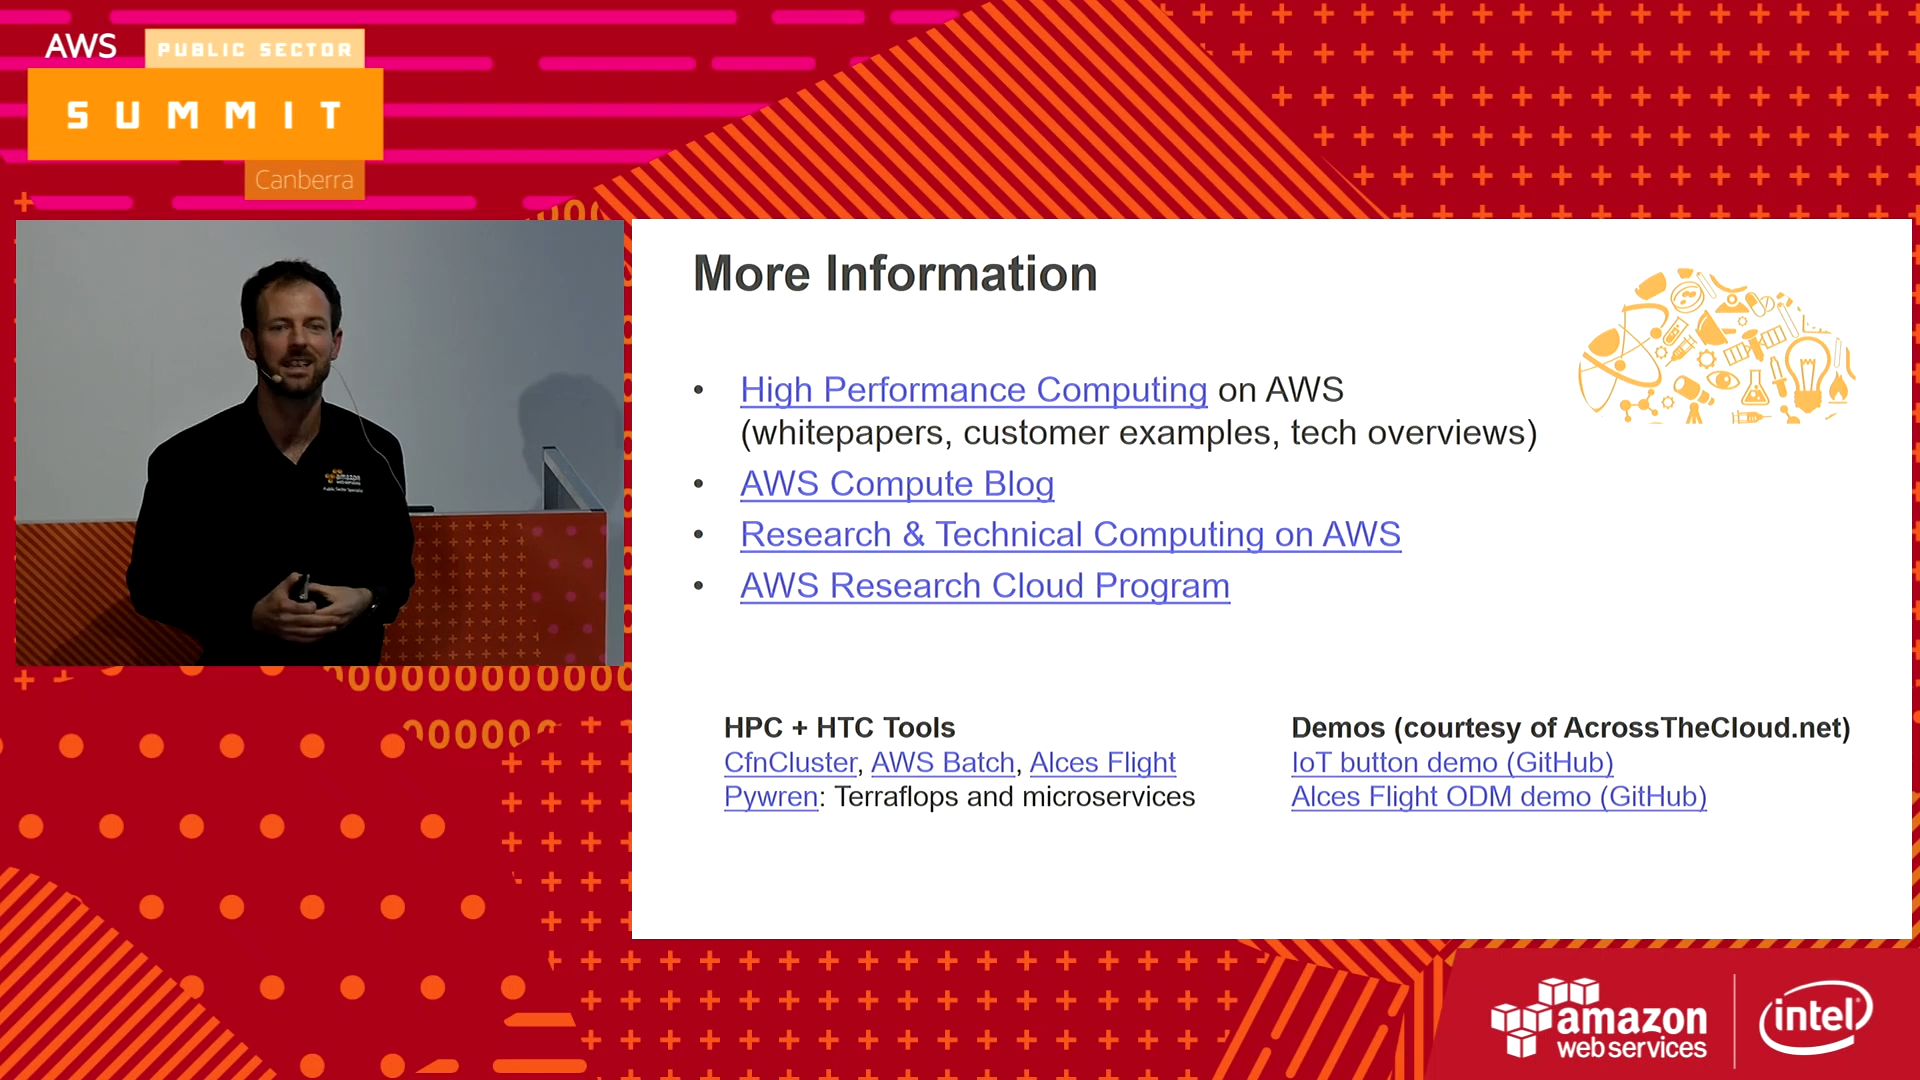 AWS
PUBLIC SECTOR
SUMMIT
Canberra
amazon
web services
More Information
• High Performance Computing on AWS
(whitepapers, customer examples, tech overviews)
• AWS Compute Blog
• Research & Technical Computing on AWS
• AWS Research Cloud Program
HPC + HTC Tools
CfnCluster, AWS Batch, Alces Flight
Pywren: Terraflops and microservices
Demos (courtesy of AcrossTheCloud.net)
IoT button demo (GitHub)
Alces Flight ODM demo (GitHub)
amazon
web services
intel